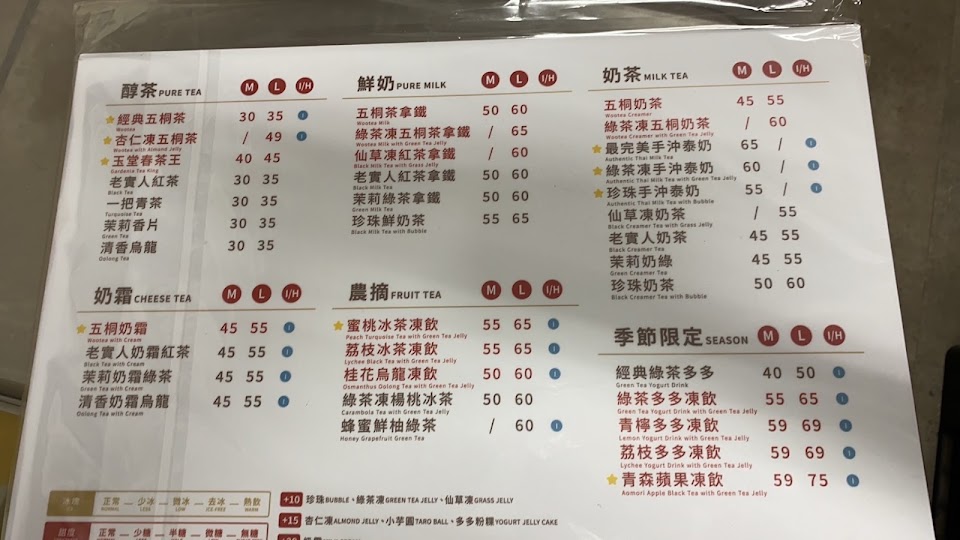 醇茶 PURE TEA M L I/H
經典五桐茶 30 35 I
Wootea
杏仁凍五桐茶 / 49 I
Wootea with Almond Jelly
玉堂春茶王 40 45
Gardenia Tea King
老實人紅茶 30 35
Black Tea
一把青茶 30 35
Turquoise Tea
茉莉香片 30 35
Green Tea
清香烏龍 30 35
Oolong Tea
鮮奶 PURE MILK M L I/H
五桐茶拿鐵 50 60
Wootea Milk
綠茶凍五桐茶拿鐵 / 65
Wootea Milk with Green Tea Jelly
仙草凍紅茶拿鐵 / 60
Black Milk Tea with Grass Jelly
老實人紅茶拿鐵 50 60
Black Milk Tea
茉莉綠茶拿鐵 50 60
Green Milk Tea
珍珠鮮奶茶 55 65
Black Milk Tea with Bubble
奶茶 MILK TEA M L I/H
五桐奶茶 45 55
Wootea Creamer
綠茶凍五桐奶茶 / 60
Wootea Creamer with Green Tea Jelly
最完美手沖泰奶 65 / I
Authentic Thai Milk Tea
綠茶凍手沖泰奶 60 / I
Authentic Thai Milk Tea with Green Tea Jelly
珍珠手沖泰奶 55 / I
Authentic Thai Milk Tea with Bubble
仙草凍奶茶 / 55
Black Creamer Tea with Grass Jelly
老實人奶茶 45 55
Black Creamer Tea
茉莉奶綠 45 55
Green Creamer Tea
珍珠奶茶 50 60
Black Creamer Tea with Bubble
奶霜 CHEESE TEA M L I/H
五桐奶霜 45 55 I
Wootea with Cream
老實人奶霜紅茶 45 55 I
Black Tea with Cream
茉莉奶霜綠茶 45 55 I
Green Tea with Cream
清香奶霜烏龍 45 55 I
Oolong Tea with Cream
農摘 FRUIT TEA M L I/H
蜜桃冰茶凍飲 55 65 I
Peach Turquoise Tea with Green Tea Jelly
荔枝冰茶凍飲 55 65 I
Lychee Black Tea with Green Tea Jelly
桂花烏龍凍飲 50 60 I
Osmanthus Oolong Tea with Green Tea Jelly
綠茶凍楊桃冰茶 50 60
Carambola Tea with Green Tea Jelly
蜂蜜鮮柚綠茶 / 60 I
Honey Grapefruit Green Tea
季節限定 SEASON M L I/H
經典綠茶多多 40 50 I
Green Tea Yogurt Drink
綠茶多多凍飲 55 65 I
Green Tea Yogurt Drink with Green Tea Jelly
青檸多多凍飲 59 69 I
Lemon Yogurt Drink with Green Tea Jelly
荔枝多多凍飲 59 69 I
Lychee Yogurt Drink with Green Tea Jelly
青森蘋果凍飲 59 75 I
Aomori Apple Black Tea with Green Tea Jelly
冰塊 正常 少冰 微冰 去冰 熱飲
ICE NORMAL LESS LOW ICE-FREE WARM
甜度 正常 少糖 半糖 微糖 無糖
+10 珍珠 BUBBLE、綠茶凍 GREEN TEA JELLY、仙草凍 GRASS JELLY
+15 杏仁凍 ALMOND JELLY、小芋圓 TARO BALL、多多粉粿 YOGURT JELLY CAKE